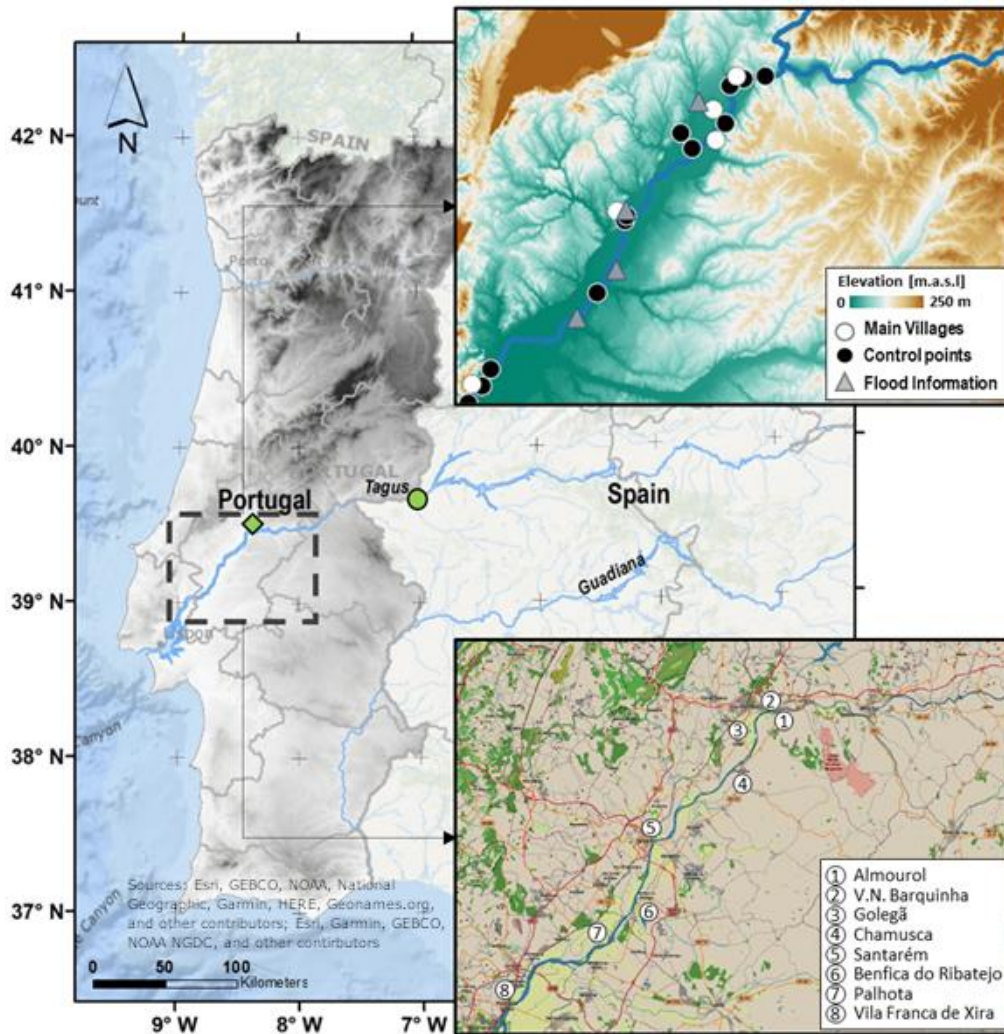 N
42° N
41° N
40° N
39° N
38° N
37° N
9° W
8° W
7° W
SPAIN
Porto
PORTUGAL
Tagus
Portugal
Spain
Guadiana
Canyon
Sources: Esri, GEBCO, NOAA, National
Geographic, Garmin, HERE, Geonames.org,
and other contributors; Esri, Garmin, GEBCO,
NOAA NGDC, and other contirbutors
0 50 100
Kilometers
Elevation [m.a.s.l]
0 250 m
Main Villages
Control points
Flood Information
2
1
3
4
5
6
7
8
1 Almourol
2 V.N. Barquinha
3 Golegã
4 Chamusca
5 Santarém
6 Benfica do Ribatejo
7 Palhota
8 Vila Franca de Xira